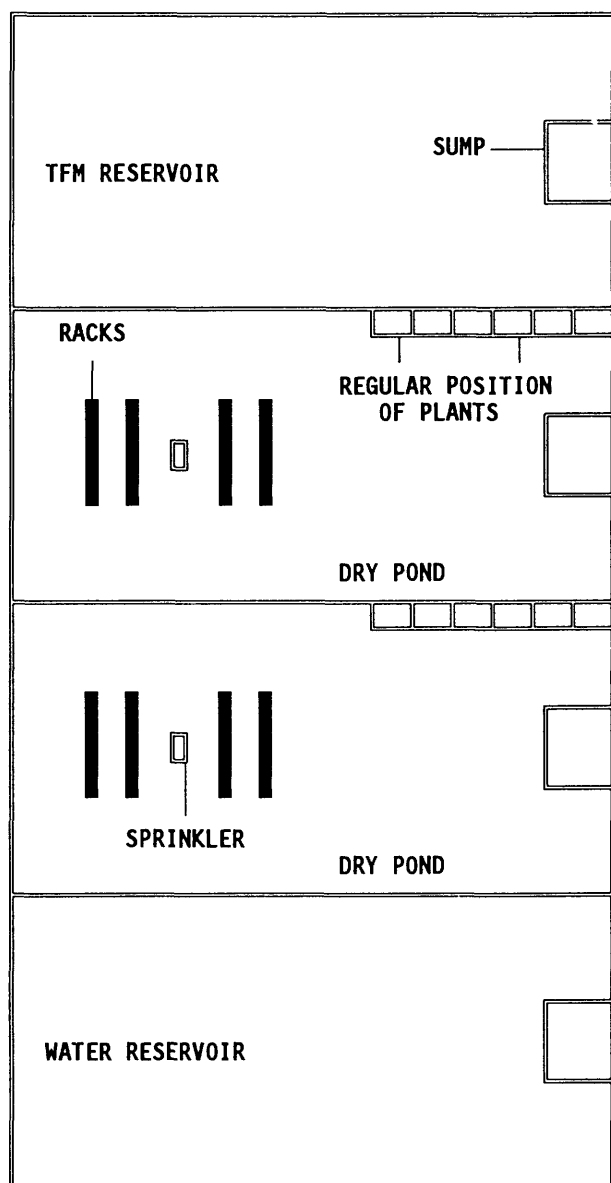 TFM RESERVOIR
SUMP
RACKS
REGULAR POSITION
OF PLANTS
DRY POND
SPRINKLER
DRY POND
WATER RESERVOIR